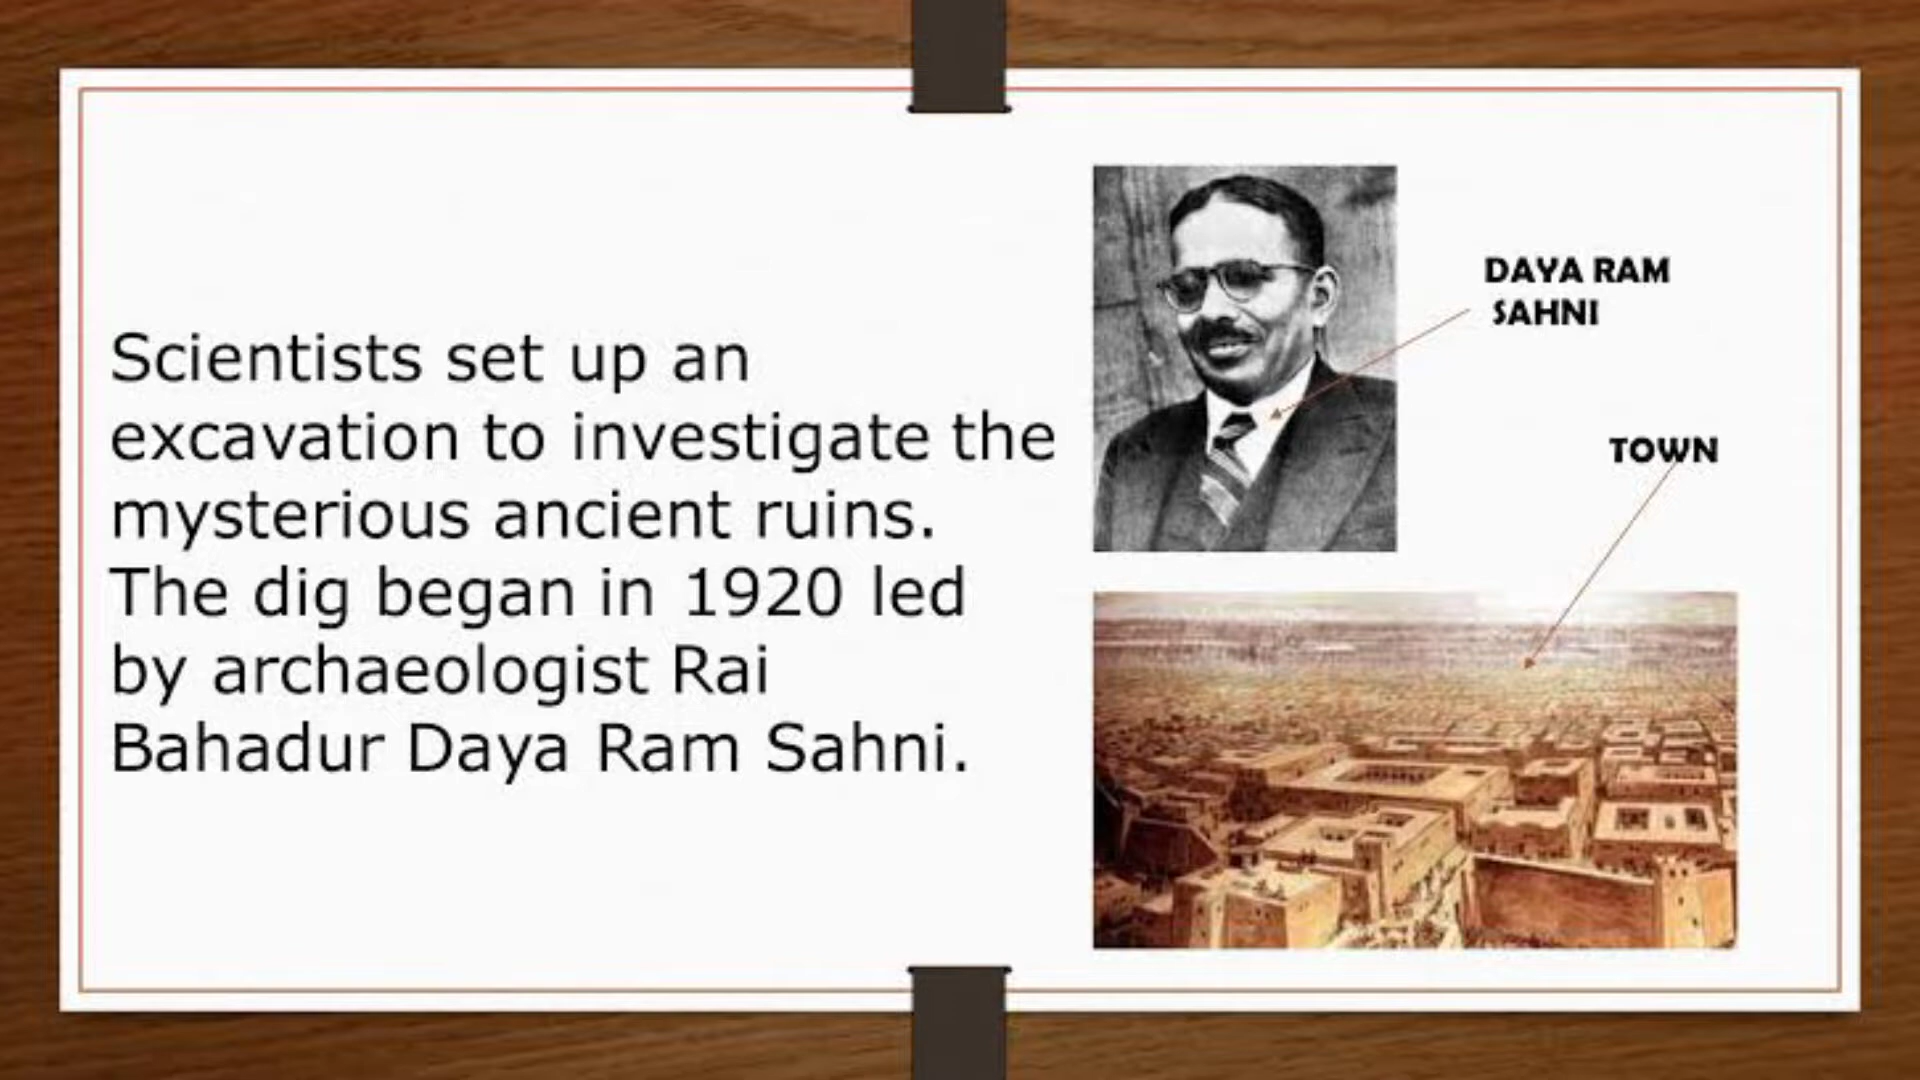 Scientists set up an
excavation to investigate the
mysterious ancient ruins.
The dig began in 1920 led
by archaeologist Rai
Bahadur Daya Ram Sahni.
DAYA RAM
SAHNI
TOWN